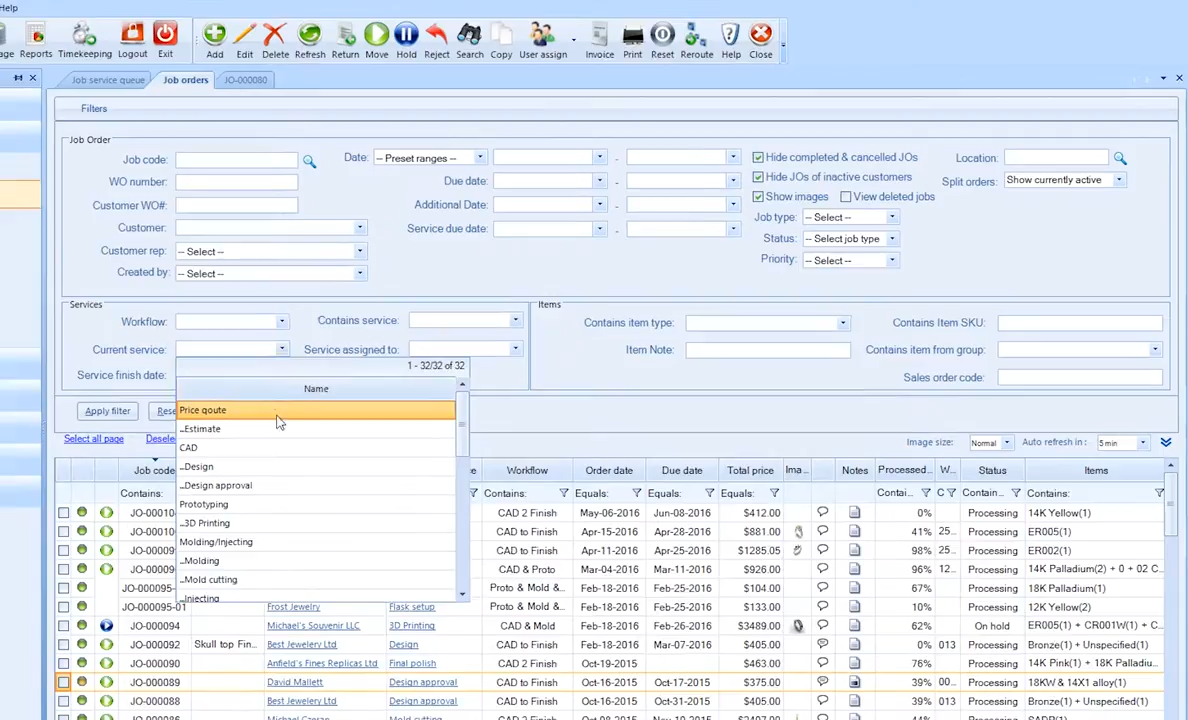 Help
age Reports Timekeeping Logout Exit Add Edit Delete Refresh Return Move Hold Reject Search Copy User assign Invoice Print Reset Reroute Help Close
Job service queue Job orders JO-000080
Filters
Job Order
Job code: Date: -- Preset ranges -- - Hide completed & cancelled JOs Location:
WO number: Due date: - Hide JOs of inactive customers Split orders: Show currently active
Customer WO#: Additional Date: - Show images View deleted jobs
Customer: Service due date: - Job type: -- Select --
Customer rep: -- Select -- Status: -- Select job type
Created by: -- Select -- Priority: -- Select --
Services Items
Workflow: Contains service: Contains item type: Contains Item SKU:
Current service: Service assigned to: Item Note: Contains item from group:
Service finish date: 1 - 32/32 of 32 Sales order code:
Name
Price qoute
..Estimate
CAD
..Design
..Design approval
Prototyping
..3D Printing
Molding/Injecting
..Molding
..Mold cutting
..Injecting
Apply filter Rese
Select all page Desele Image size: Normal Auto refresh in : 5 min
Job code Workflow Order date Due date Total price Ima... Notes Processed... W... Status Items
Contains: Contains: Equals: Equals: Equals: Contai... C Contain... Contains:
JO-00010 CAD 2 Finish May-06-2016 Jun-08-2016 $412.00 0% Processing 14K Yellow(1)
JO-00010 CAD to Finish Apr-15-2016 Jun-04-2016 $881.00 41% 25... Processing ER005(1)
JO-00009 CAD to Finish Apr-11-2016 Apr-25-2016 $1285.05 98% 25... Processing ER002(1)
JO-00009 CAD & Proto Mar-04-2016 Mar-11-2016 $926.00 96% 12... Processing 14K Palladium(2) + 0 + 02 C...
JO-000095- Proto & Mold &... Feb-18-2016 Feb-25-2016 $104.00 67% Processing 18K Palladium(1)
JO-000095-01 Frost Jewelry Flask setup Proto & Mold &... Feb-18-2016 Feb-25-2016 $133.00 10% Processing 12K Yellow(2)
JO-000094 Michael's Souvenir LLC 3D Printing CAD & Mold Feb-18-2016 Feb-26-2016 $3489.00 62% On hold ER005(1) + CR001W(1) + C...
JO-000092 Skull top Fin... Best Jewelery Ltd Design CAD to Finish Feb-18-2016 Mar-07-2016 $405.00 0% 013 Processing Bronze(1) + Unspecified(1)
JO-000090 Anfield's Fines Replicas Ltd Final polish CAD 2 Finish Oct-19-2015 $463.00 76% Processing 14K Pink(1) + 18K Palladiu...
JO-000089 David Mallett Design approval CAD to Finish Oct-16-2015 Oct-17-2015 $375.00 39% 00... Processing 18KW & 14X1 alloy(1)
JO-000088 Best Jewelery Ltd Design approval CAD to Finish Oct-16-2015 Oct-31-2015 $405.00 39% 013 Processing Bronze(1) + Unspecified(1)